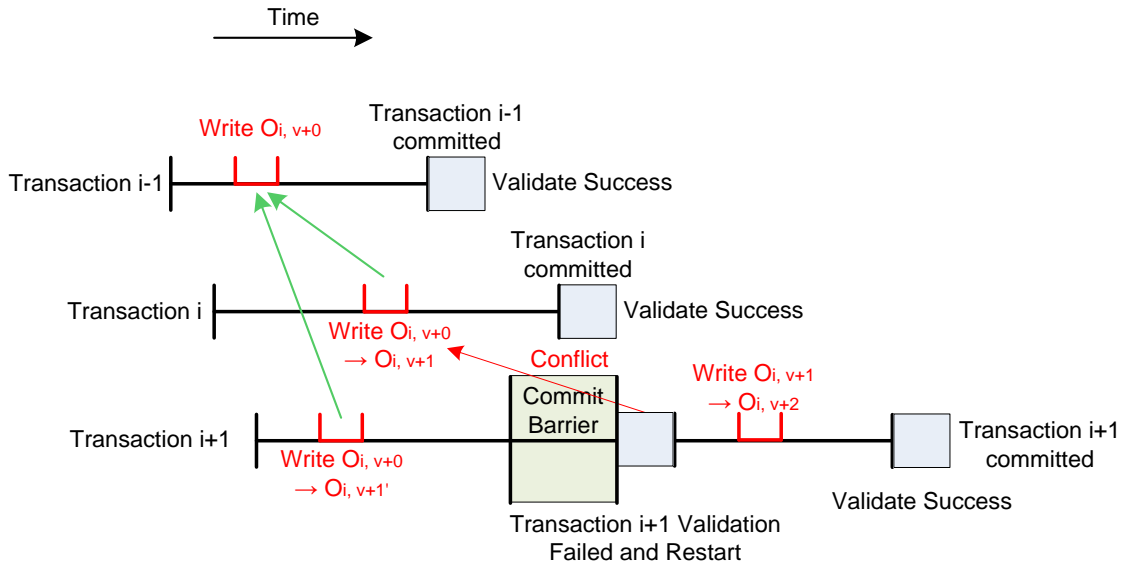 Time
Transaction i-1
committed
Write Oi, v+0
Transaction i-1
Validate Success
Transaction i
committed
Transaction i
Validate Success
Write Oi, v+0
→ Oi, v+1
Conflict
Commit
Barrier
Write Oi, v+1
→ Oi, v+2
Transaction i+1
Transaction i+1
committed
Write Oi, v+0
→ Oi, v+1'
Validate Success
Transaction i+1 Validation
Failed and Restart